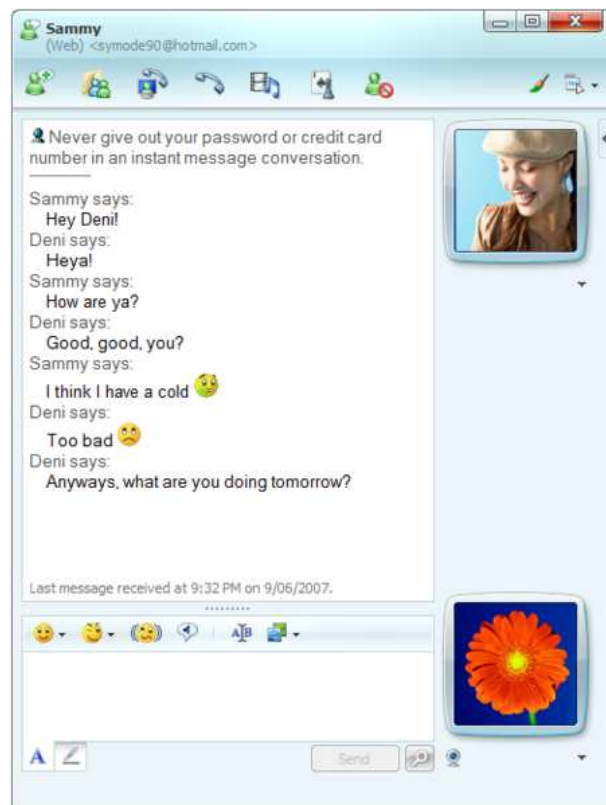 Sammy
(Web) <symode90@hotmail.com>
Never give out your password or credit card
number in an instant message conversation.
Sammy says:
Hey Deni!
Deni says:
Heya!
Sammy says:
How are ya?
Deni says:
Good, good, you?
Sammy says:
I think I have a cold
Deni says:
Too bad
Deni says:
Anyways, what are you doing tomorrow?
Last message received at 9:32 PM on 9/06/2007.
A B
A
Send